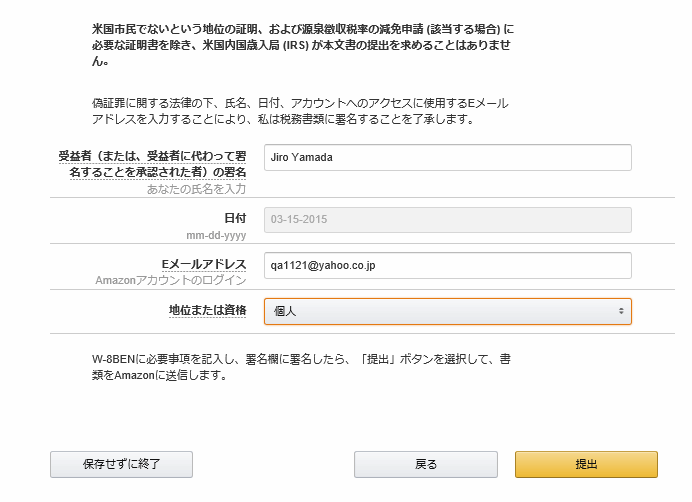 米国市民でないという地位の証明、および源泉徴収税率の減免申請 (該当する場合) に
必要な証明書を除き、米国内国歳入局 (IRS) が本文書の提出を求めることはありませ
ん。
偽証罪に関する法律の下、氏名、日付、アカウントへのアクセスに使用するEメール
アドレスを入力することにより、私は税務書類に署名することを了承します。
受益者（または、受益者に代わって署
名することを承認された者）の署名
あなたの氏名を入力
Jiro Yamada
日付
mm-dd-yyyy
03-15-2015
Eメールアドレス
Amazonアカウントのログイン
qa1121@yahoo.co.jp
地位または資格
個人
W-8BENに必要事項を記入し、署名欄に署名したら、「提出」ボタンを選択して、書
類をAmazonに送信します。
保存せずに終了
戻る
提出